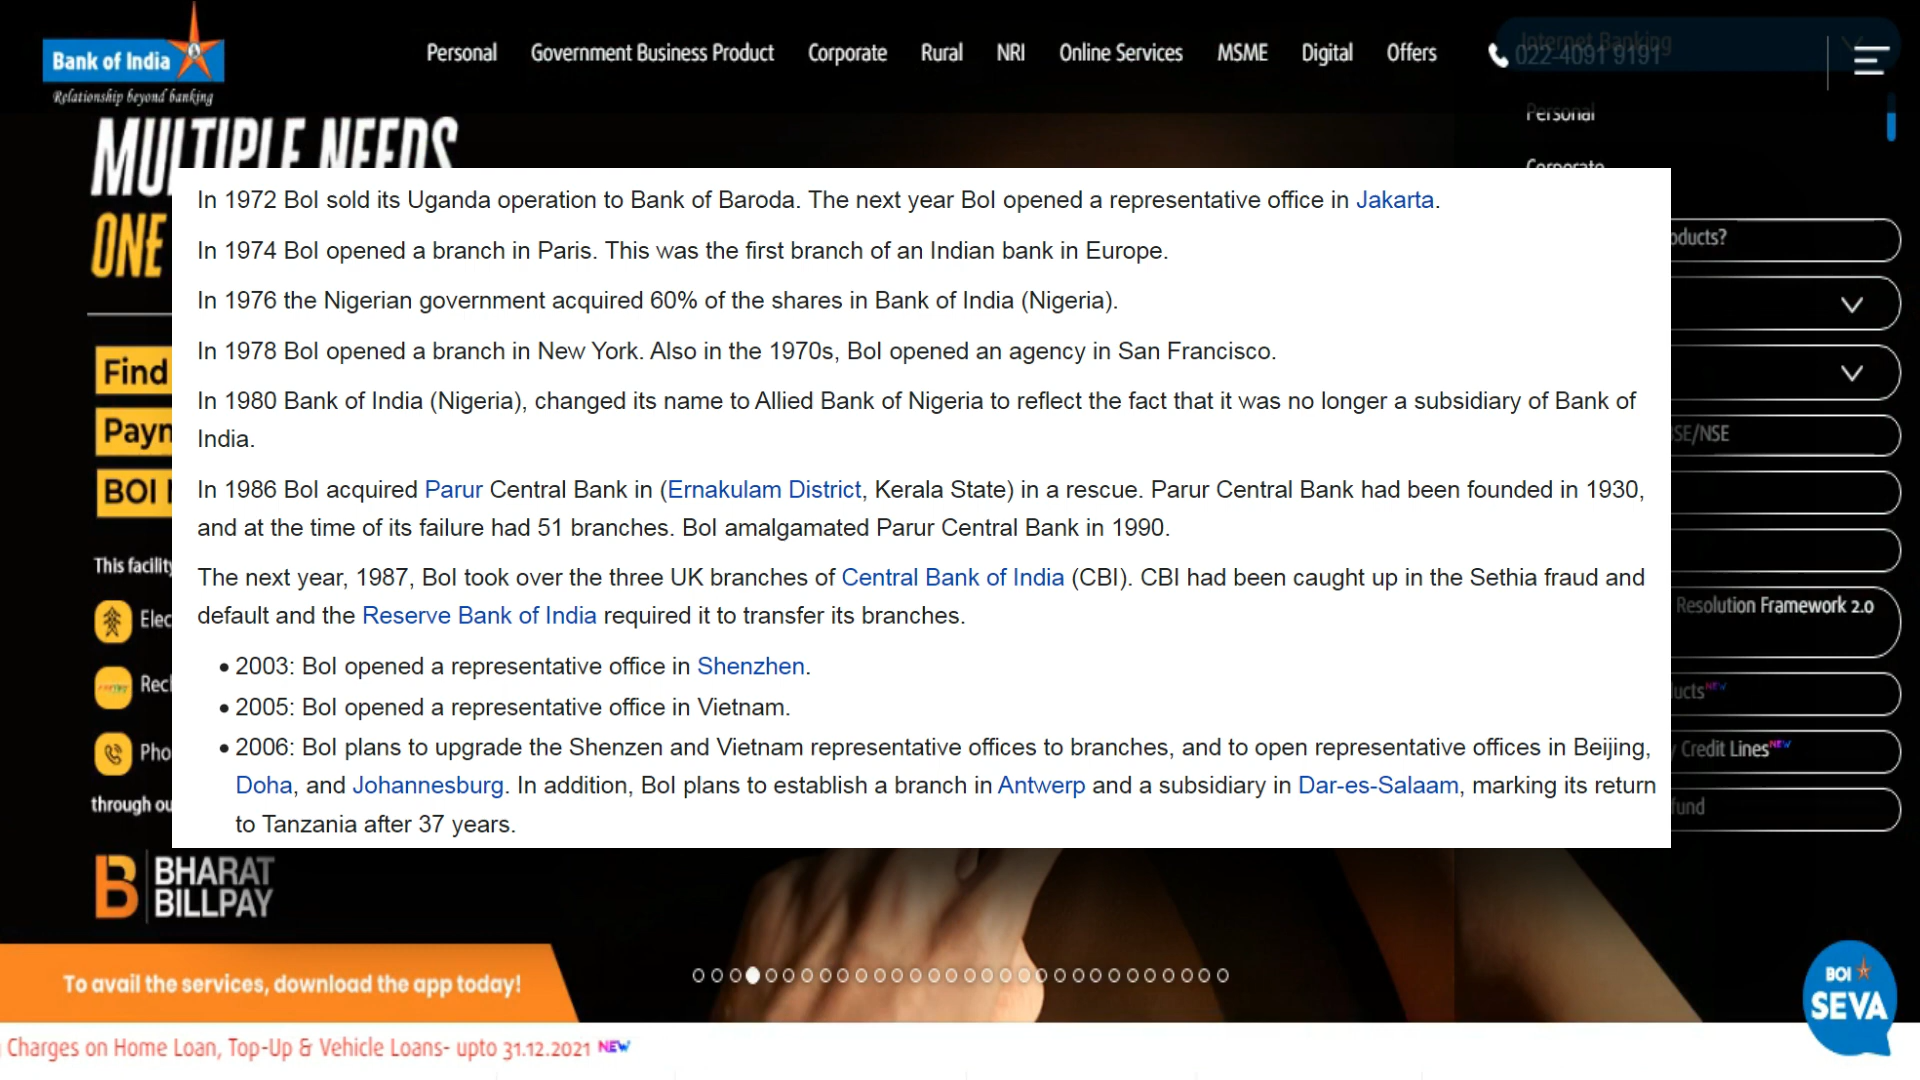 Bank of India
Relationship beyond banking
Personal Government Business Product Corporate Rural NRI Online Services MSME Digital Offers
Internet Banking
022-4091 9191
Personal
Corporate
MULTIPLE NEEDS
ONE
In 1972 BoI sold its Uganda operation to Bank of Baroda. The next year BoI opened a representative office in Jakarta.
In 1974 BoI opened a branch in Paris. This was the first branch of an Indian bank in Europe.
In 1976 the Nigerian government acquired 60% of the shares in Bank of India (Nigeria).
In 1978 BoI opened a branch in New York. Also in the 1970s, BoI opened an agency in San Francisco.
In 1980 Bank of India (Nigeria), changed its name to Allied Bank of Nigeria to reflect the fact that it was no longer a subsidiary of Bank of
India.
In 1986 BoI acquired Parur Central Bank in (Ernakulam District, Kerala State) in a rescue. Parur Central Bank had been founded in 1930,
and at the time of its failure had 51 branches. BoI amalgamated Parur Central Bank in 1990.
The next year, 1987, BoI took over the three UK branches of Central Bank of India (CBI). CBI had been caught up in the Sethia fraud and
default and the Reserve Bank of India required it to transfer its branches.
• 2003: BoI opened a representative office in Shenzhen.
• 2005: BoI opened a representative office in Vietnam.
• 2006: BoI plans to upgrade the Shenzen and Vietnam representative offices to branches, and to open representative offices in Beijing,
Doha, and Johannesburg. In addition, BoI plans to establish a branch in Antwerp and a subsidiary in Dar-es-Salaam, marking its return
to Tanzania after 37 years.
Find
BOI
This facility
through
oducts?
SE/NSE
Resolution Framework 2.0
ucts NEW
Credit Lines NEW
fund
BHARAT
BILLPAY
To avail the services, download the app today!
BOI
SEVA
Charges on Home Loan, Top-Up & Vehicle Loans- upto 31.12.2021 NEW